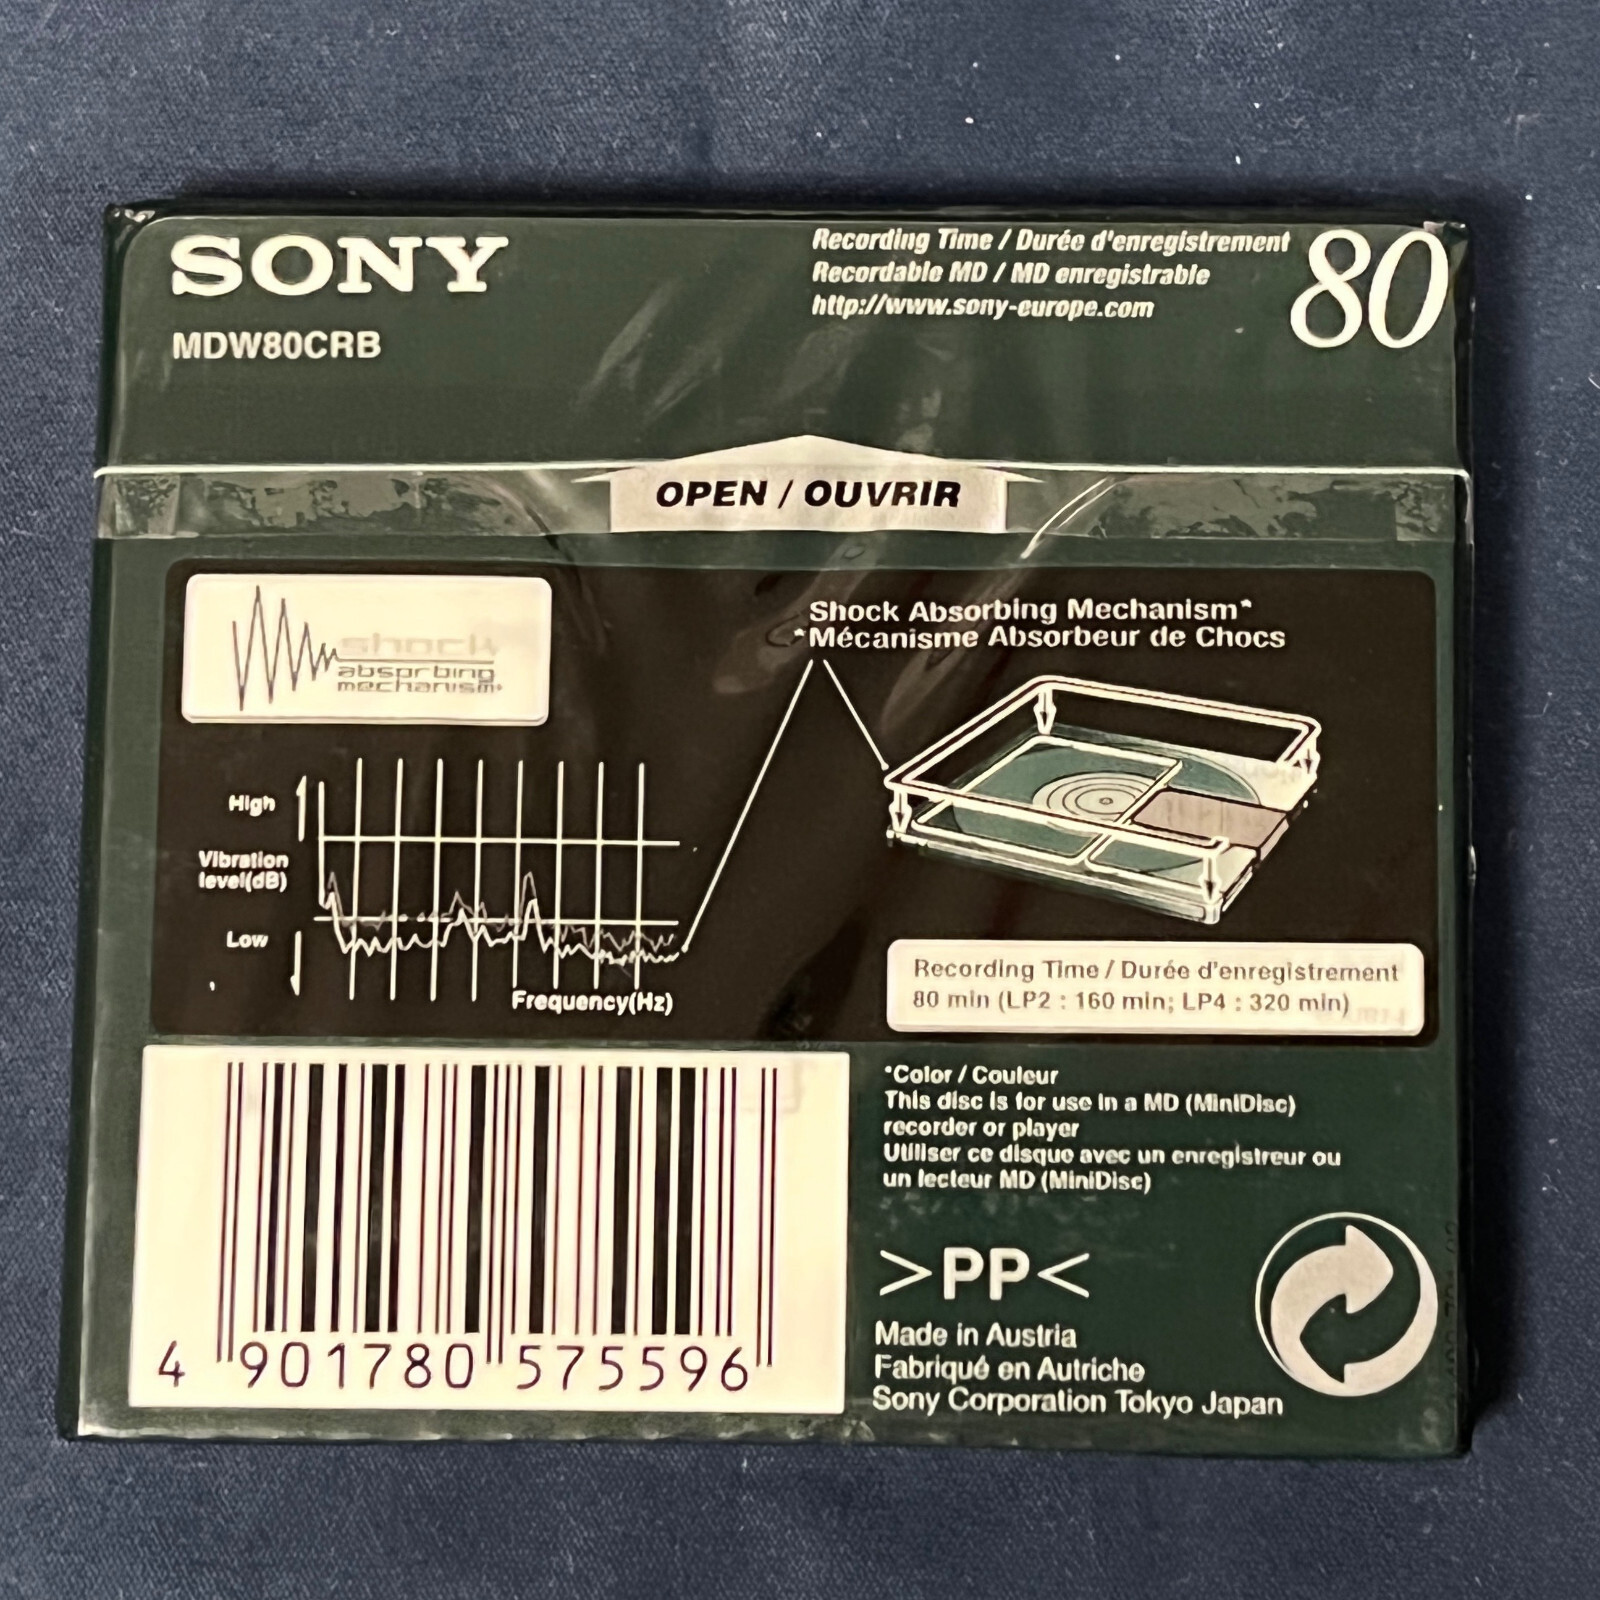 SONY
MDW80CRB
Recording Time / Durée d'enregistrement
Recordable MD / MD enregistrable
http://www.sony-europe.com
80
OPEN / OUVRIR
shock
absorbing
mechanism*
Shock Absorbing Mechanism*
*Mécanisme Absorbeur de Chocs
High
Vibration
level(dB)
Low
Frequency(Hz)
Recording Time / Durée d'enregistrement
80 min (LP2 : 160 min; LP4 : 320 min)
*Color / Couleur
This disc is for use in a MD (MiniDisc)
recorder or player
Utiliser ce disque avec un enregistreur ou
un lecteur MD (MiniDisc)
>PP<
Made in Austria
Fabriqué en Autriche
Sony Corporation Tokyo Japan
4 901780 575596